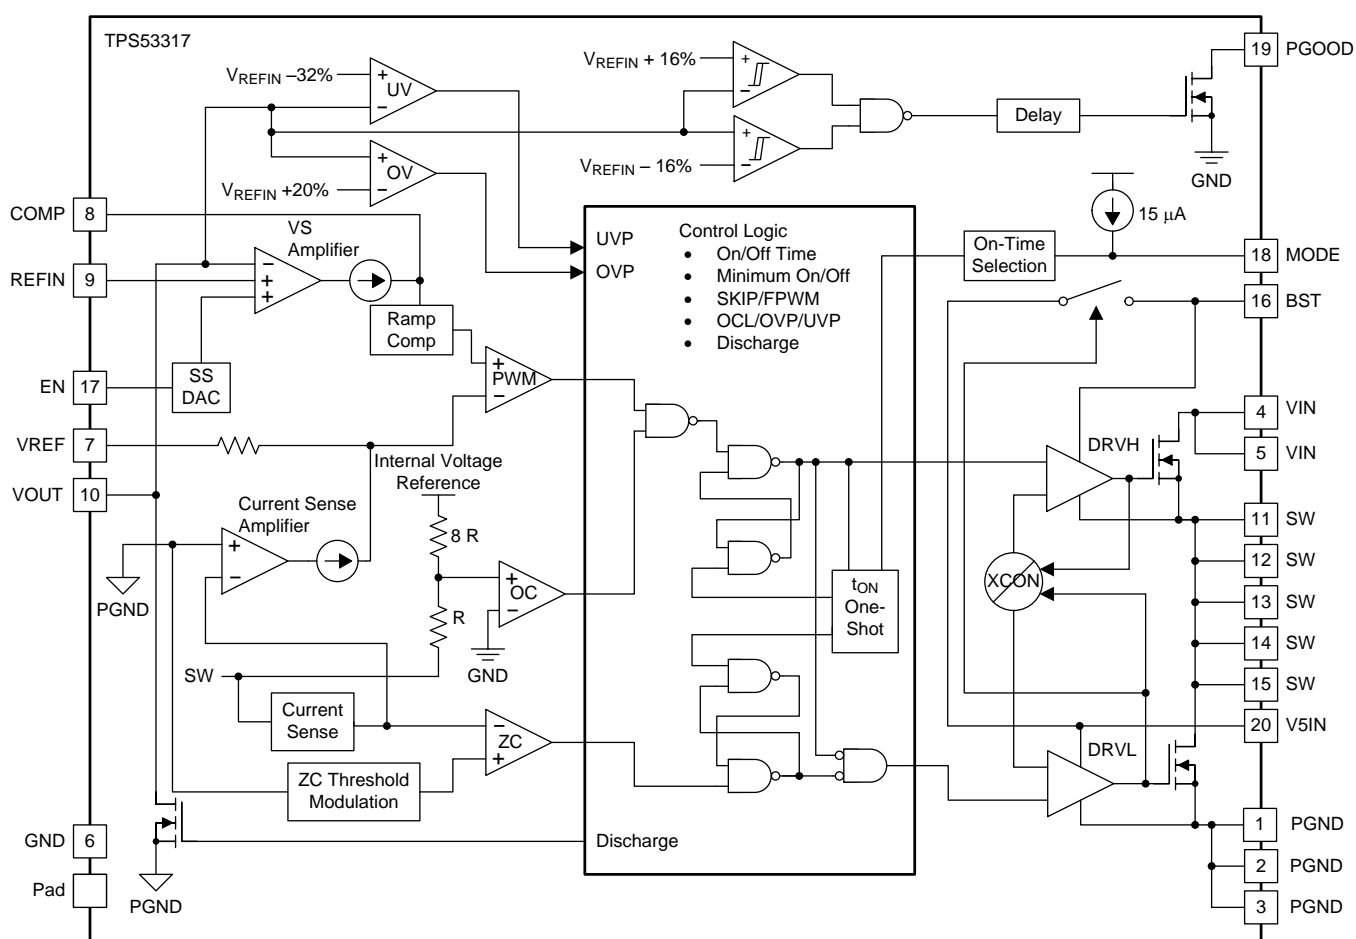 TPS53317
19 PGOOD
VREFIN –32%
+
UV
–
VREFIN + 16%
+
–
Delay
GND
+
OV
–
VREFIN +20%
+
–
VREFIN – 16%
COMP 8
VS
Amplifier
15 μA
UVP
OVP
Control Logic
• On/Off Time
• Minimum On/Off
• SKIP/FPWM
• OCL/OVP/UVP
• Discharge
On-Time
Selection
18 MODE
REFIN 9
–
+
+
16 BST
Ramp
Comp
EN 17
SS
DAC
+
PWM
–
4 VIN
DRVH
5 VIN
VREF 7
Internal Voltage
Reference
VOUT 10
Current Sense
Amplifier
8 R
11 SW
+
–
12 SW
PGND
+
OC
–
R
GND
tON
One-
Shot
XCON
13 SW
14 SW
SW
15 SW
Current
Sense
–
ZC
+
20 V5IN
DRVL
ZC Threshold
Modulation
GND 6
Discharge
1 PGND
2 PGND
Pad
PGND
3 PGND